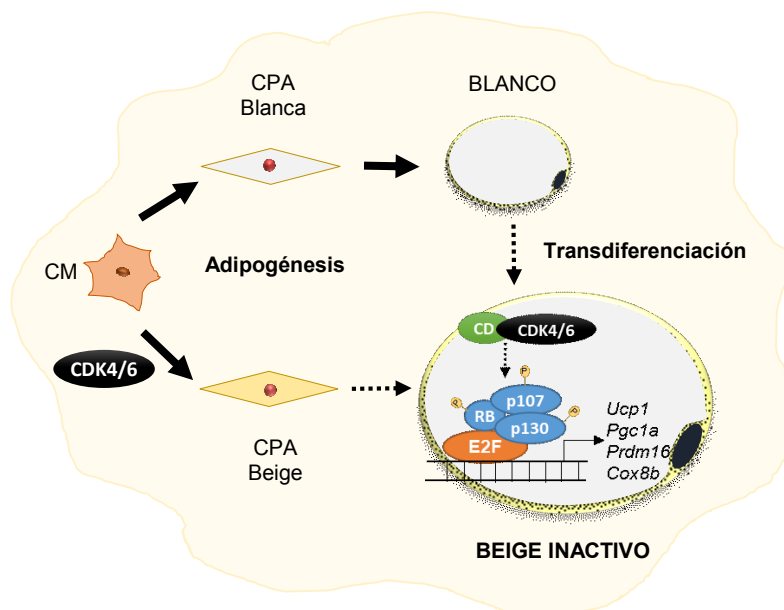 CPA
Blanca
BLANCO
CM
Adipogénesis
Transdiferenciación
CDK4/6
CPA
Beige
CD
CDK4/6
P
p107
P
RB
P
p130
E2F
Ucp1
Pgc1a
Prdm16
Cox8b
BEIGE INACTIVO